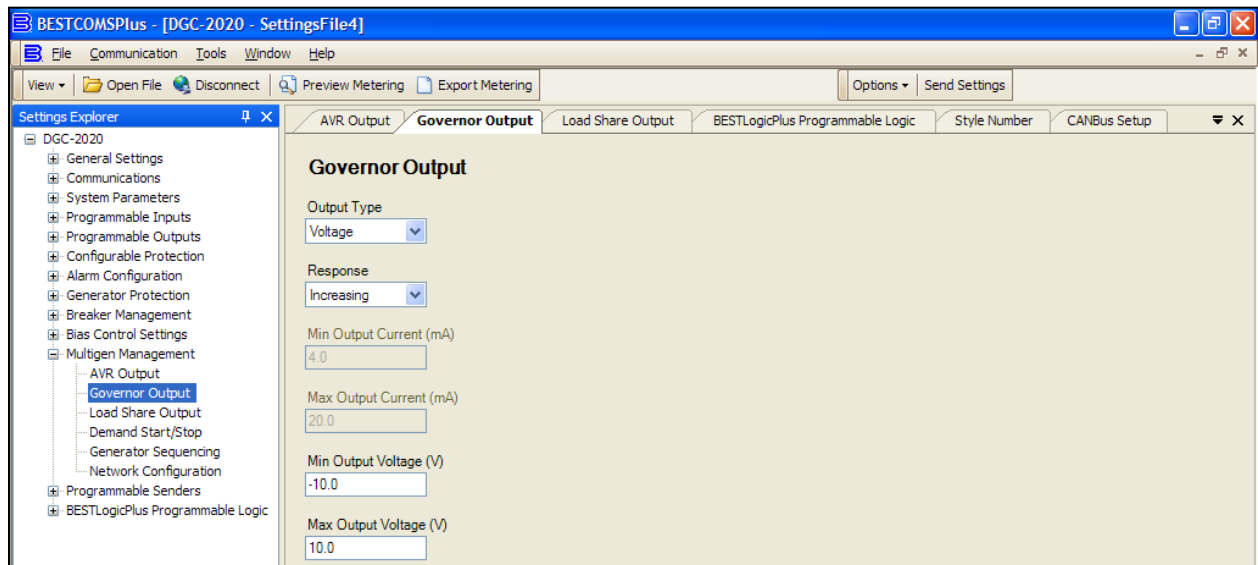 BESTCOMSPlus - [DGC-2020 - SettingsFile4]
File Communication Tools Window Help
View Open File Disconnect Preview Metering Export Metering Options Send Settings
Settings Explorer
DGC-2020
General Settings
Communications
System Parameters
Programmable Inputs
Programmable Outputs
Configurable Protection
Alarm Configuration
Generator Protection
Breaker Management
Bias Control Settings
Multigen Management
AVR Output
Governor Output
Load Share Output
Demand Start/Stop
Generator Sequencing
Network Configuration
Programmable Senders
BESTLogicPlus Programmable Logic
AVR Output Governor Output Load Share Output BESTLogicPlus Programmable Logic Style Number CANBus Setup
Governor Output
Output Type
Voltage
Response
Increasing
Min Output Current (mA)
4.0
Max Output Current (mA)
20.0
Min Output Voltage (V)
-10.0
Max Output Voltage (V)
10.0